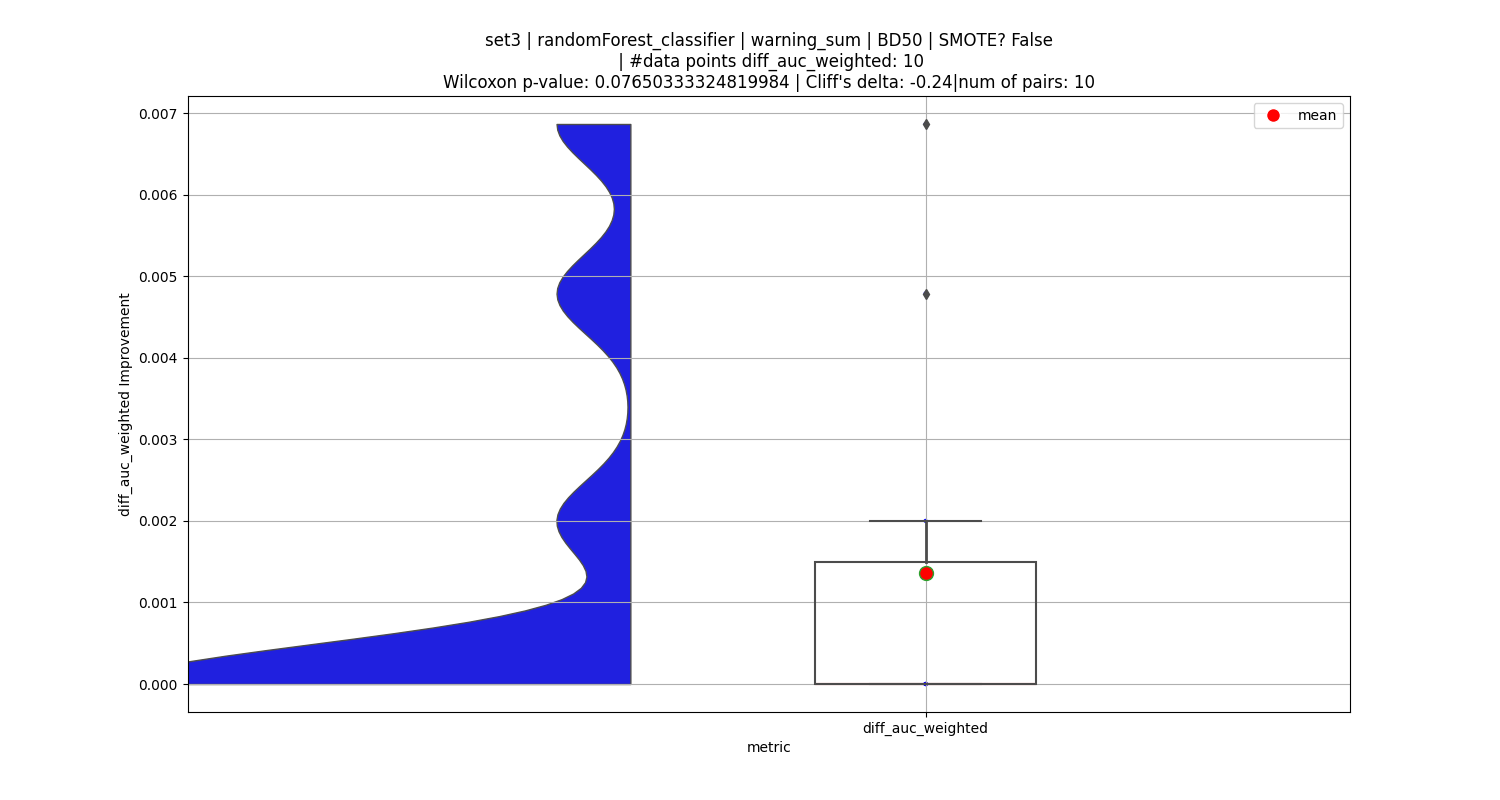 set3 | randomForest_classifier | warning_sum | BD50 | SMOTE? False
| #data points diff_auc_weighted: 10
Wilcoxon p-value: 0.07650333324819984 | Cliff's delta: -0.24|num of pairs: 10
mean
0.007
0.006
0.005
0.004
0.003
0.002
0.001
0.000
diff_auc_weighted Improvement
diff_auc_weighted
metric